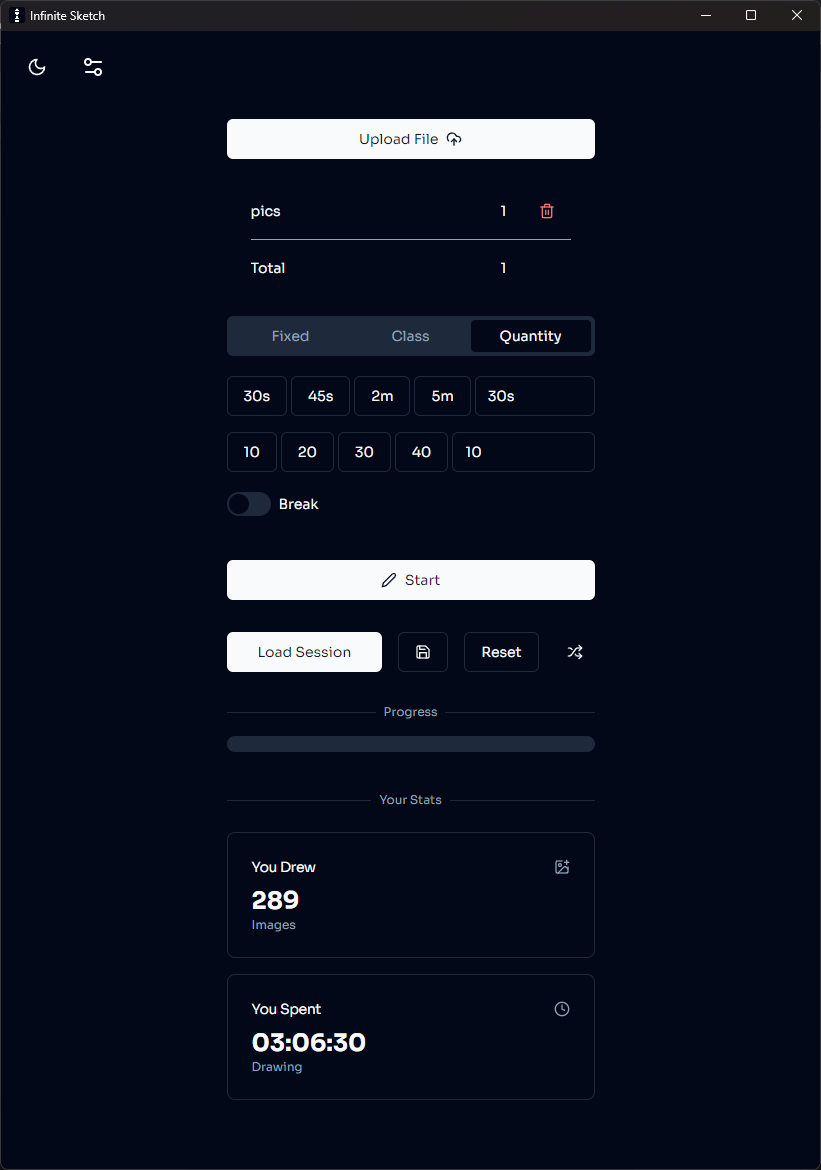 Infinite Sketch
Upload File
pics 1
Total 1
Fixed Class Quantity
30s 45s 2m 5m 30s
10 20 30 40 10
Break
Start
Load Session Reset
Progress
Your Stats
You Drew
289
Images
You Spent
03:06:30
Drawing